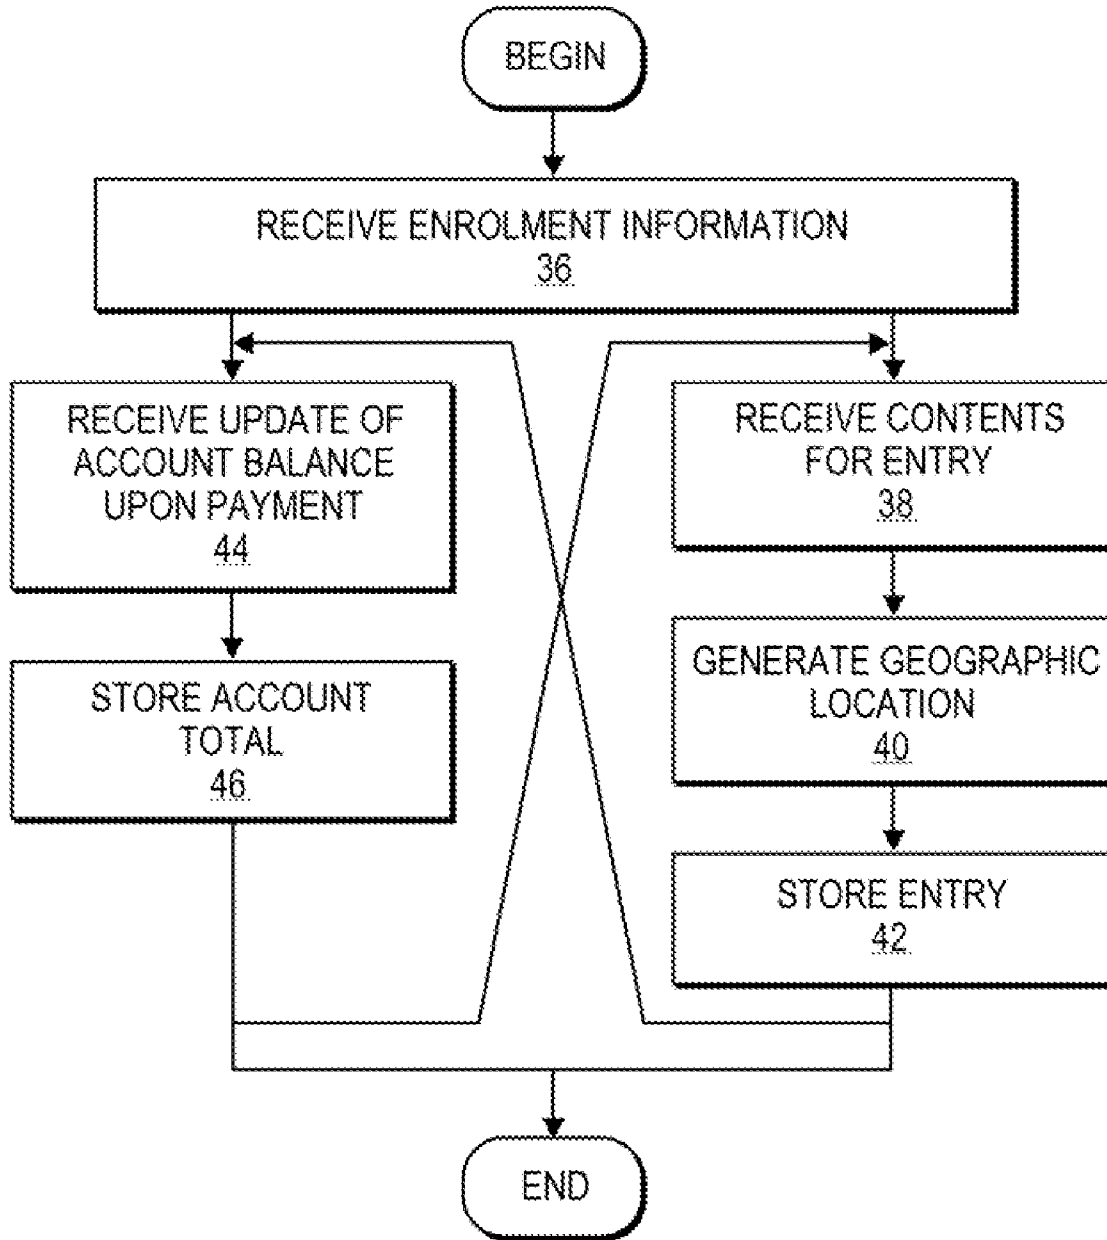 BEGIN
RECEIVE ENROLMENT INFORMATION
36
RECEIVE UPDATE OF
ACCOUNT BALANCE
UPON PAYMENT
44
STORE ACCOUNT
TOTAL
46
RECEIVE CONTENTS
FOR ENTRY
38
GENERATE GEOGRAPHIC
LOCATION
40
STORE ENTRY
42
END